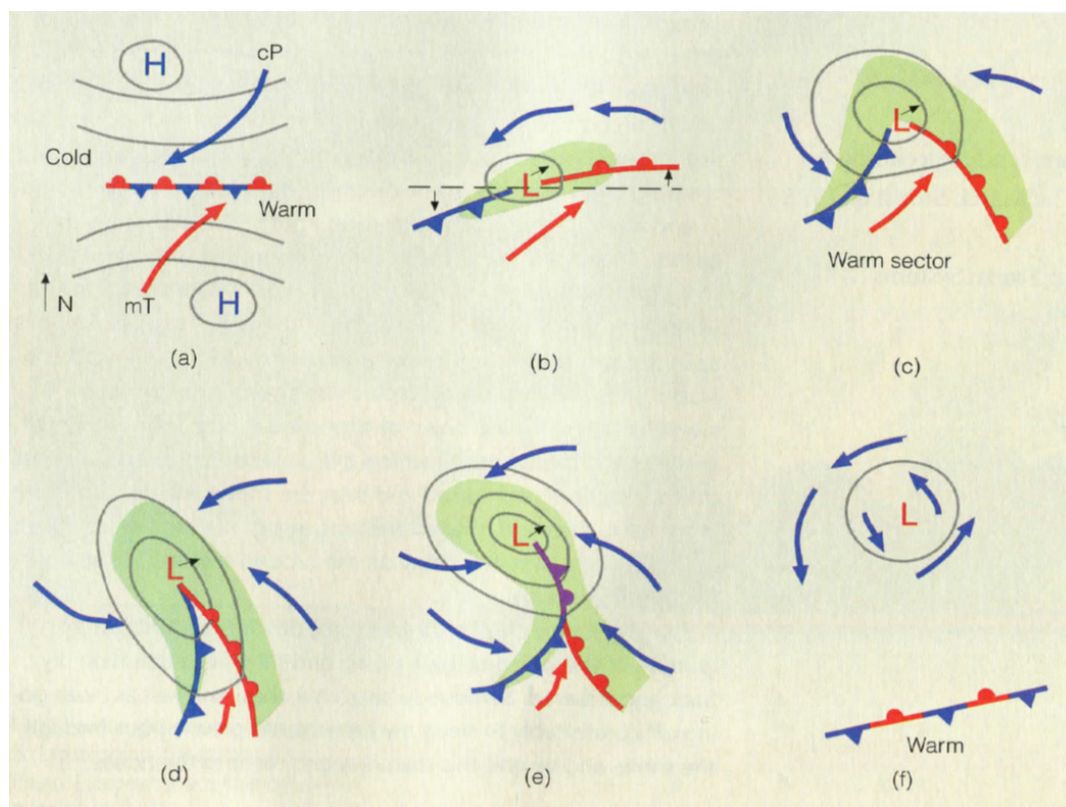 H
cP
Cold
Warm
N
mT
H
(a)
L
(b)
L
Warm sector
(c)
L
(d)
L
(e)
L
Warm
(f)